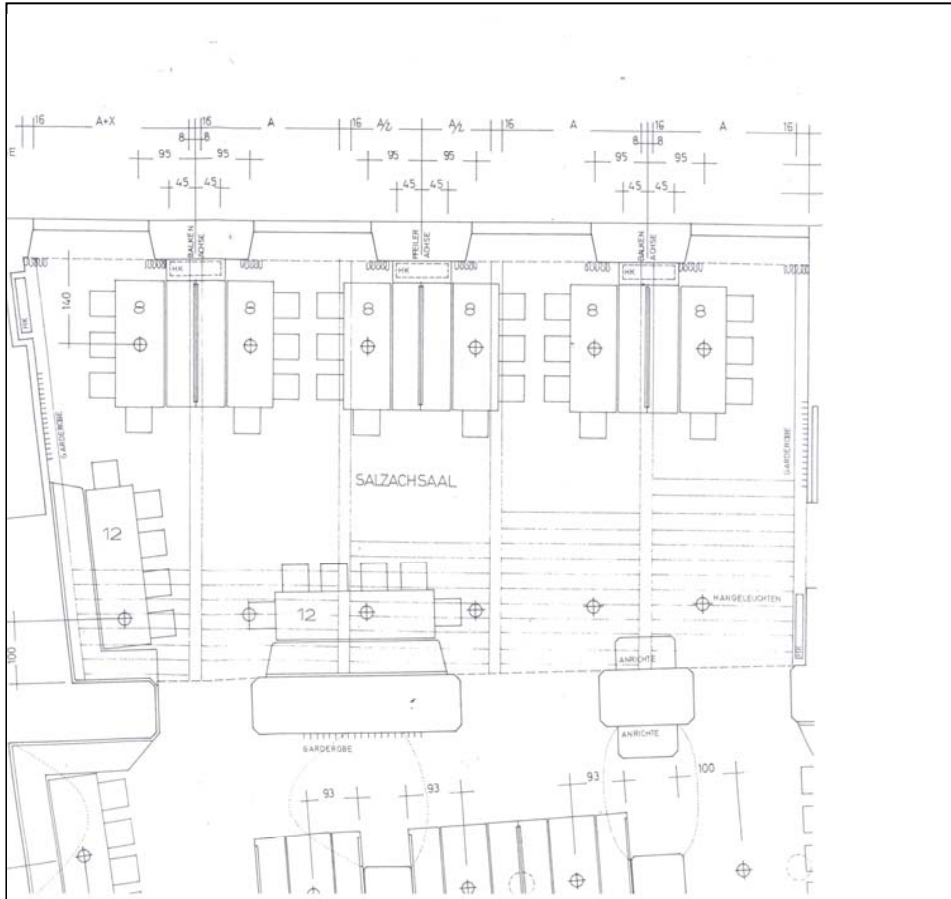 16 A+X 16 A 16 A/2 A/2 16 A 16 A 16
8 8 8 8
E 95 95 95 95 95 95
45 45 45 45 45 45
BALKEN ACHSE
PFEILER ACHSE
BALKEN ACHSE
HK HK HK
140
HK
8 8 8 8 8 8
GARDEROBE
GARDEROBE
SALZACHSAAL
12
12
HÄNGELEUCHTEN
100
ANRICHTE
HK
ANRICHTE
GARDEROBE
93 93 93 100